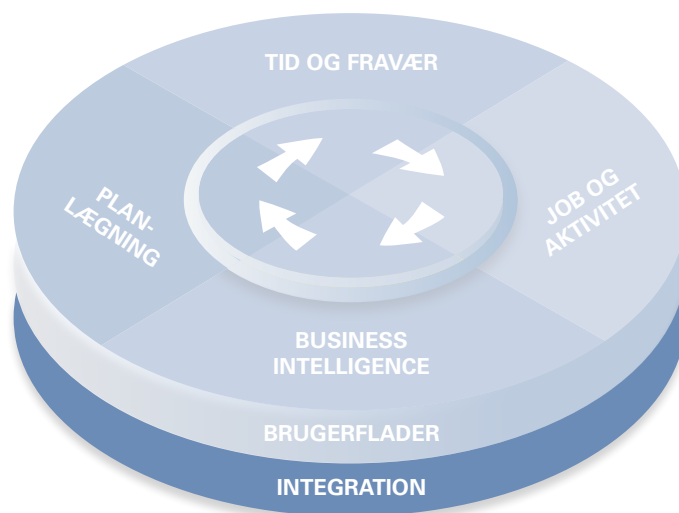 TID OG FRAVÆR
PLAN-
LÆGNING
JOB OG
AKTIVITET
BUSINESS
INTELLIGENCE
BRUGERFLADER
INTEGRATION